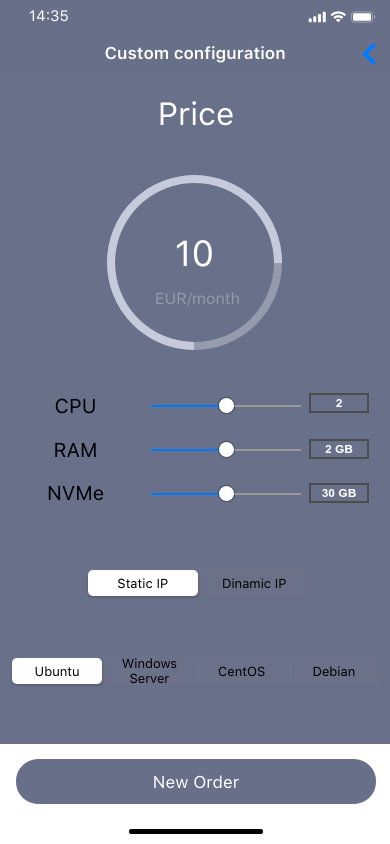 14:35
Custom configuration
Price
10
EUR/month
CPU
2
RAM
2 GB
NVMe
30 GB
Static IP
Dinamic IP
Ubuntu
Windows
Server
CentOS
Debian
New Order